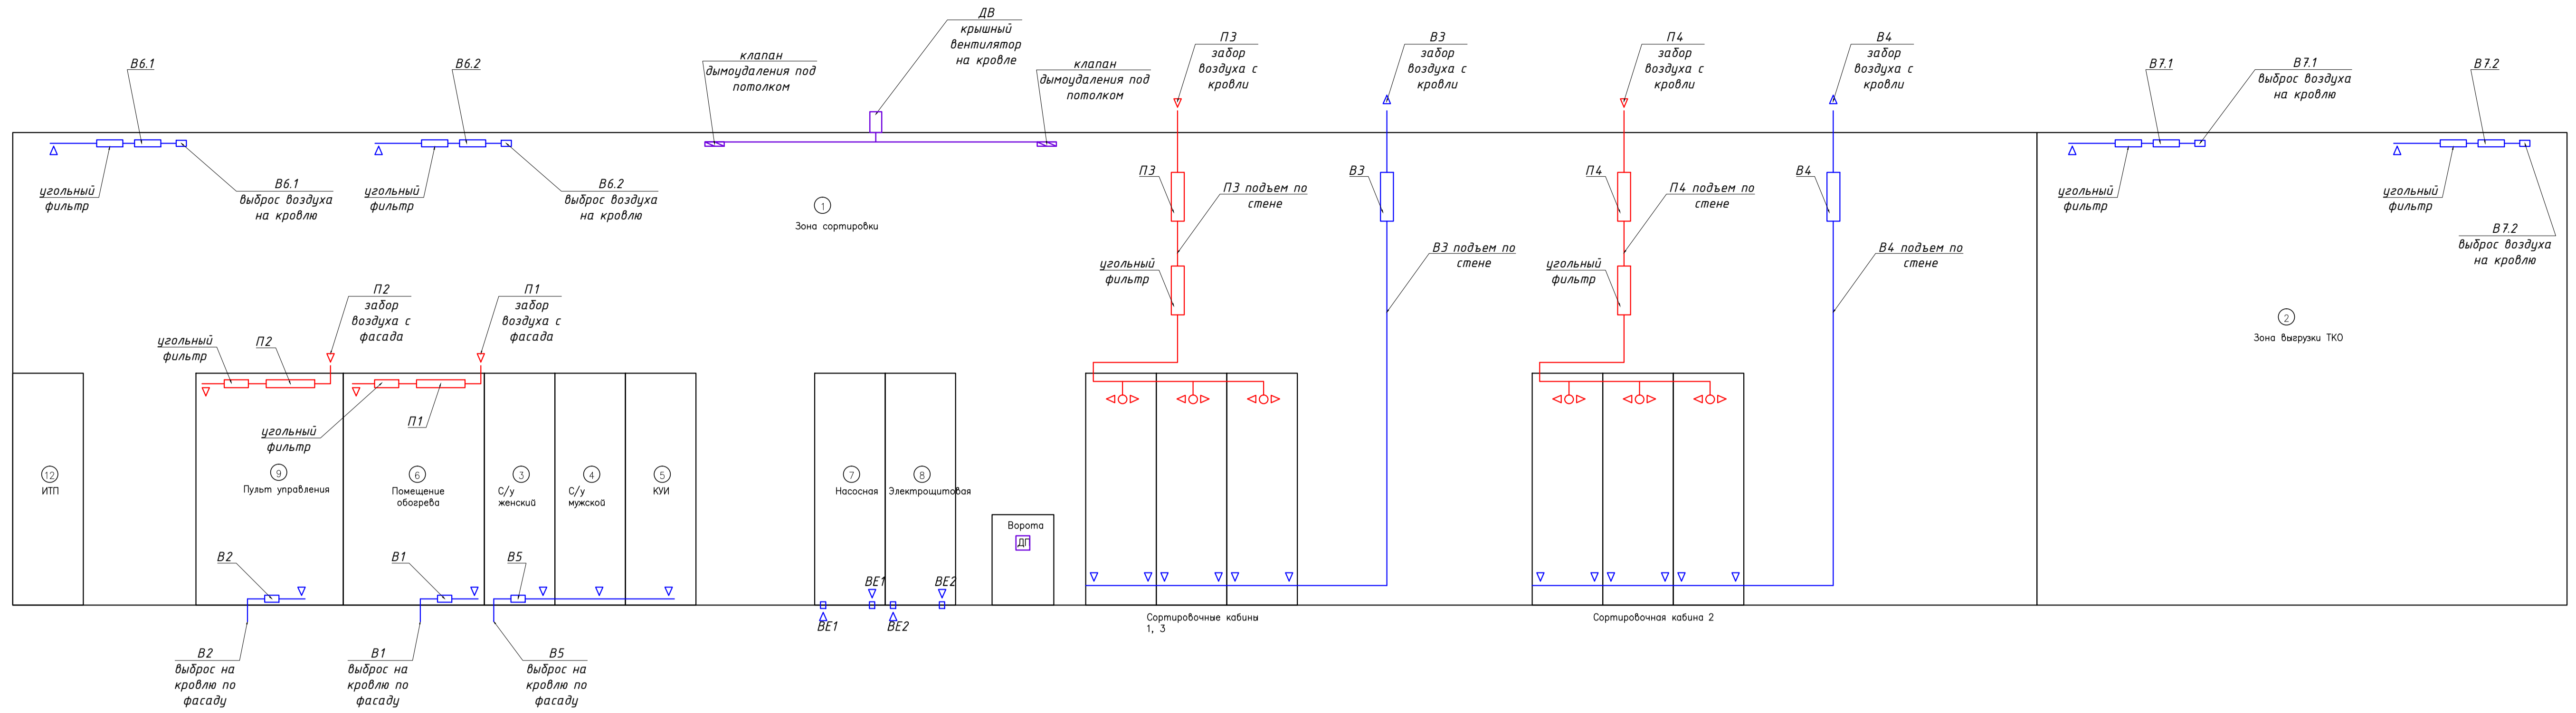 ДВ
крышный
вентилятор
на кровле
В6.1
В6.2
клапан
дымоудаления под
потолком
клапан
дымоудаления под
потолком
П3
забор
воздуха с
кровли
В3
забор
воздуха с
кровли
П4
забор
воздуха с
кровли
В4
забор
воздуха с
кровли
В7.1
В7.1
выброс воздуха
на кровлю
В7.2
угольный
фильтр
В6.1
выброс воздуха
на кровлю
угольный
фильтр
В6.2
выброс воздуха
на кровлю
1
Зона сортировки
П3
П3 подъем по
стене
В3
П4
П4 подъем по
стене
В4
угольный
фильтр
угольный
фильтр
В7.2
выброс воздуха
на кровлю
угольный
фильтр
В3 подъем по
стене
угольный
фильтр
В4 подъем по
стене
П2
забор
воздуха с
фасада
П1
забор
воздуха с
фасада
2
Зона выгрузки ТКО
угольный
фильтр
П2
угольный
фильтр
П1
12
ИТП
9
Пульт управления
6
Помещение
обогрева
3
С/у
женский
4
С/у
мужской
5
КУИ
7
Насосная
8
Электрощитовая
Ворота
ДП
В2
В1
В5
ВЕ1
ВЕ2
ВЕ1
ВЕ2
Сортировочные кабины
1, 3
Сортировочная кабина 2
В2
выброс на
кровлю по
фасаду
В1
выброс на
кровлю по
фасаду
В5
выброс на
кровлю по
фасаду